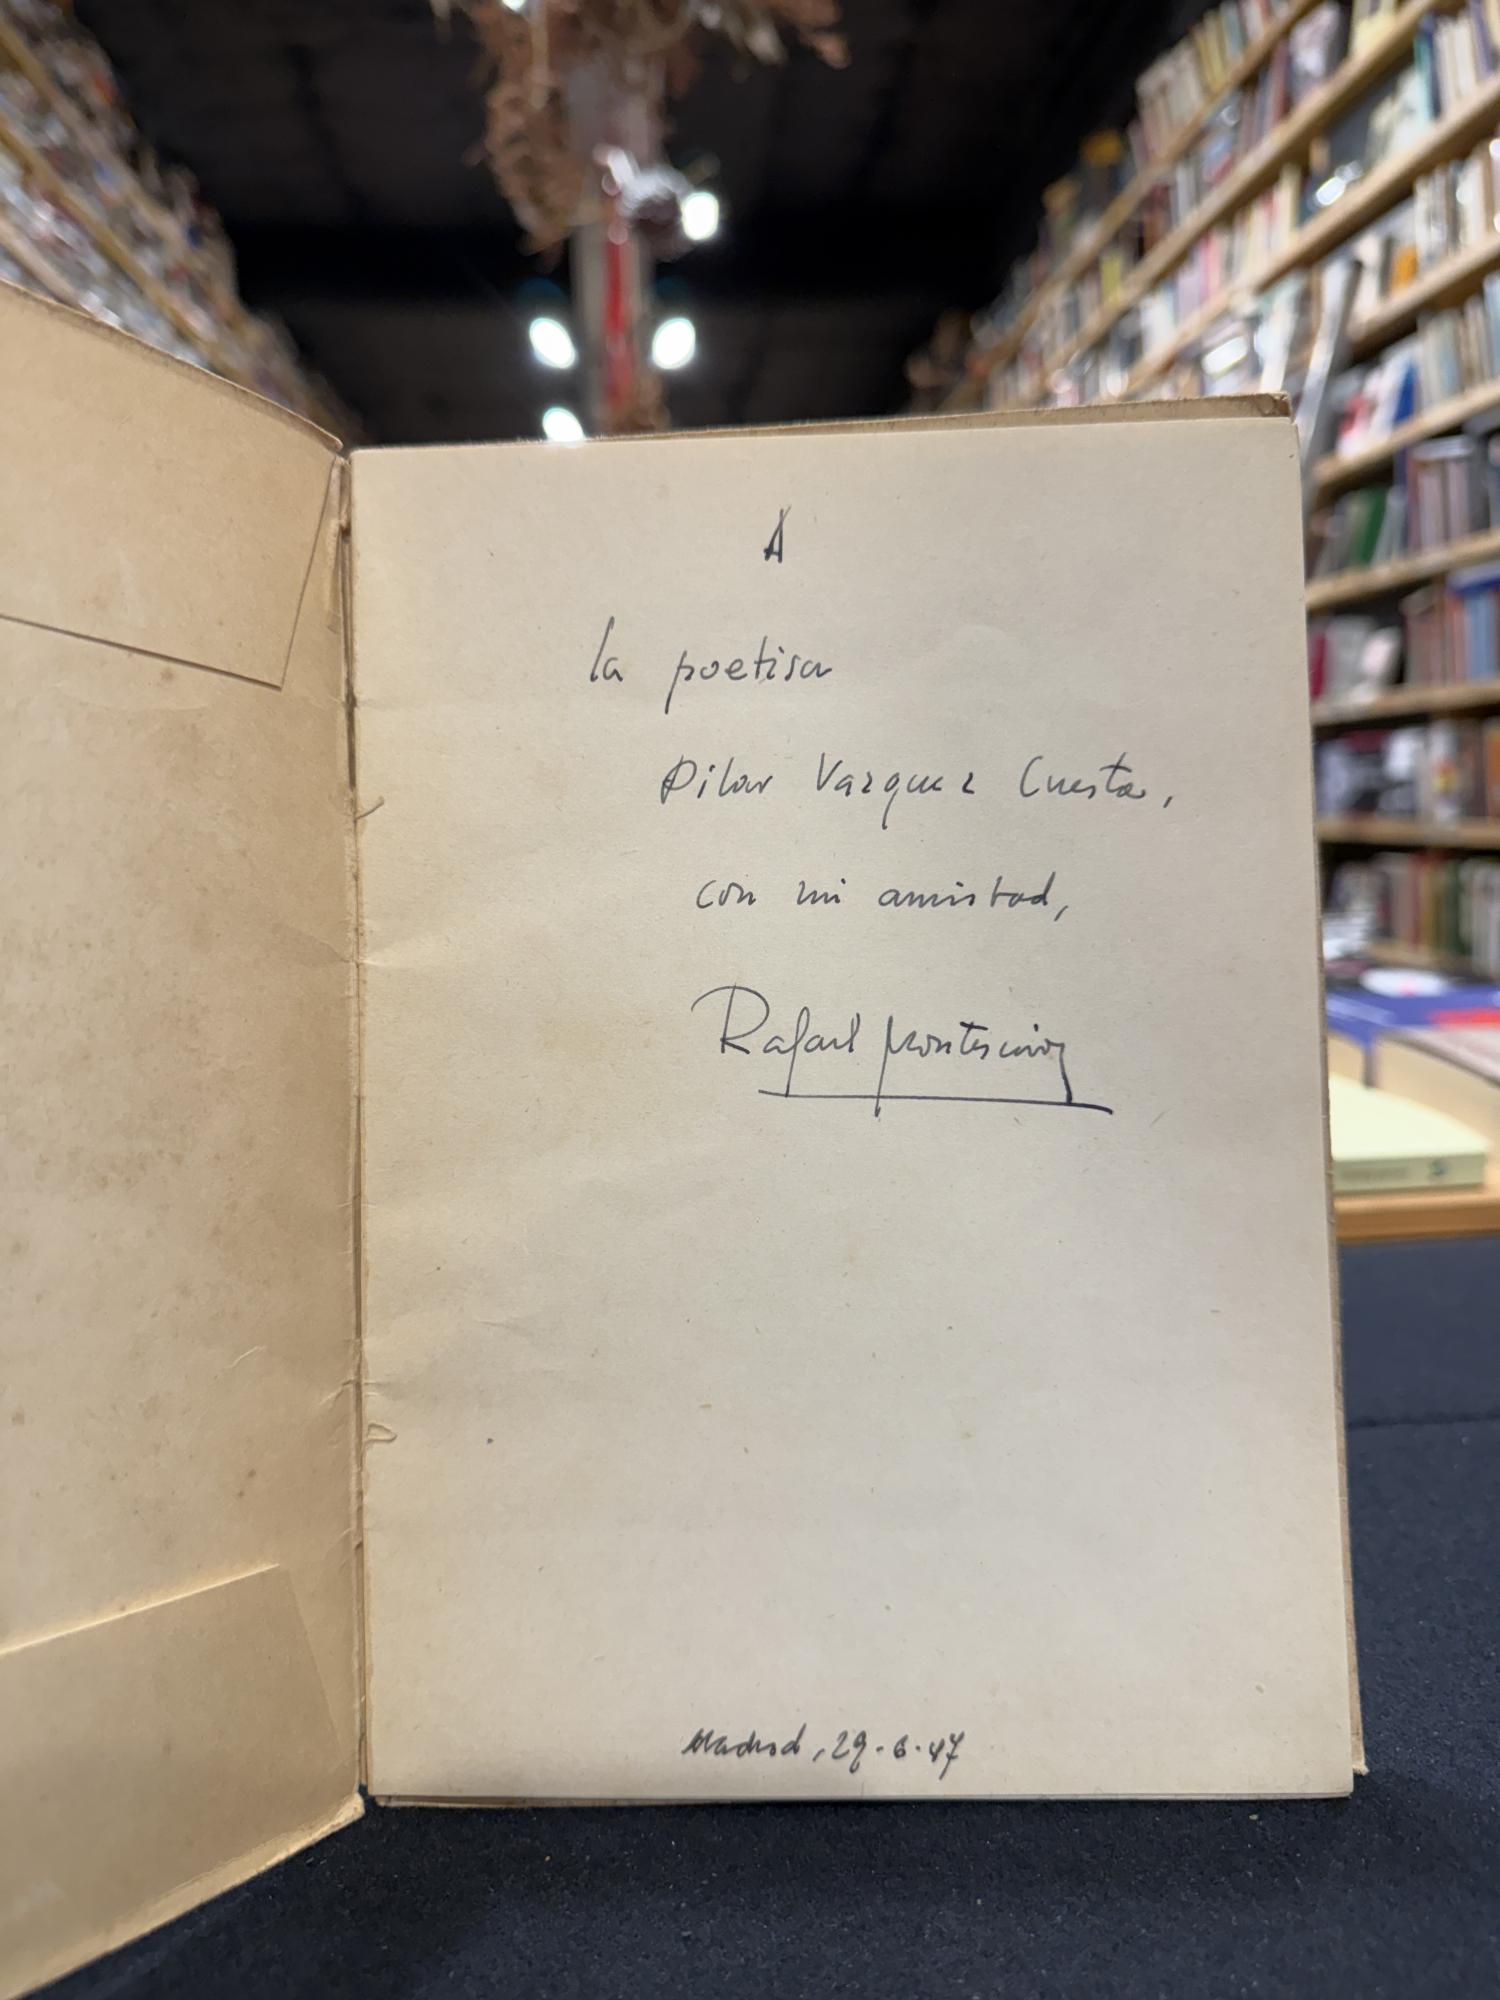 A
la poetisa
Pilar Vazquez Cuesta,
con mi amistad,
Rafael Montesinos
Madrid, 29-6-47